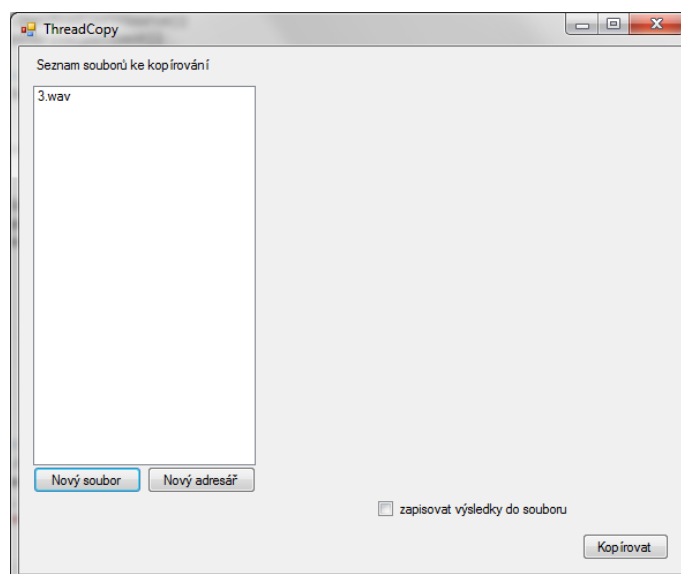 ThreadCopy
Seznam souborů ke kopírování
3.wav
Nový soubor
Nový adresář
zapisovat výsledky do souboru
Kopírovat